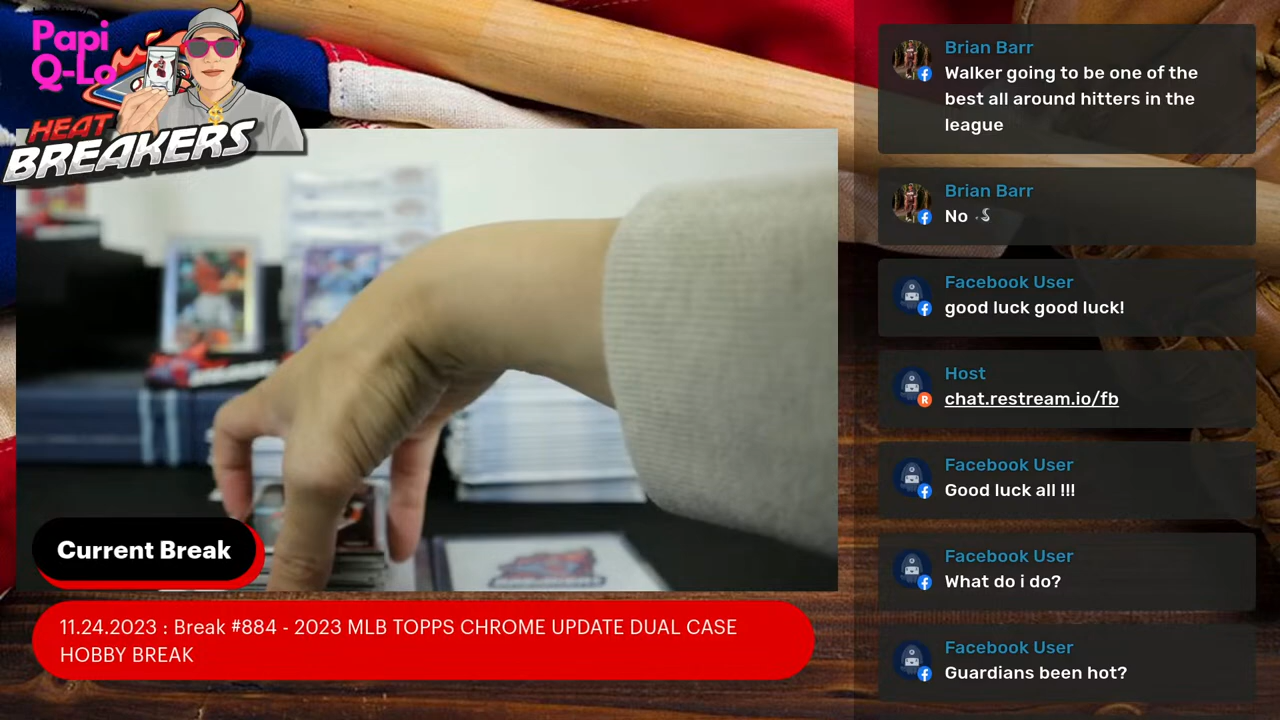 Papi
Q-Lo
HEAT
BREAKERS
Current Break
11.24.2023 : Break #884 - 2023 MLB TOPPS CHROME UPDATE DUAL CASE
HOBBY BREAK
Brian Barr
Walker going to be one of the
best all around hitters in the
league
Brian Barr
No
Facebook User
good luck good luck!
Host
chat.restream.io/fb
Facebook User
Good luck all !!!
Facebook User
What do i do?
Facebook User
Guardians been hot?